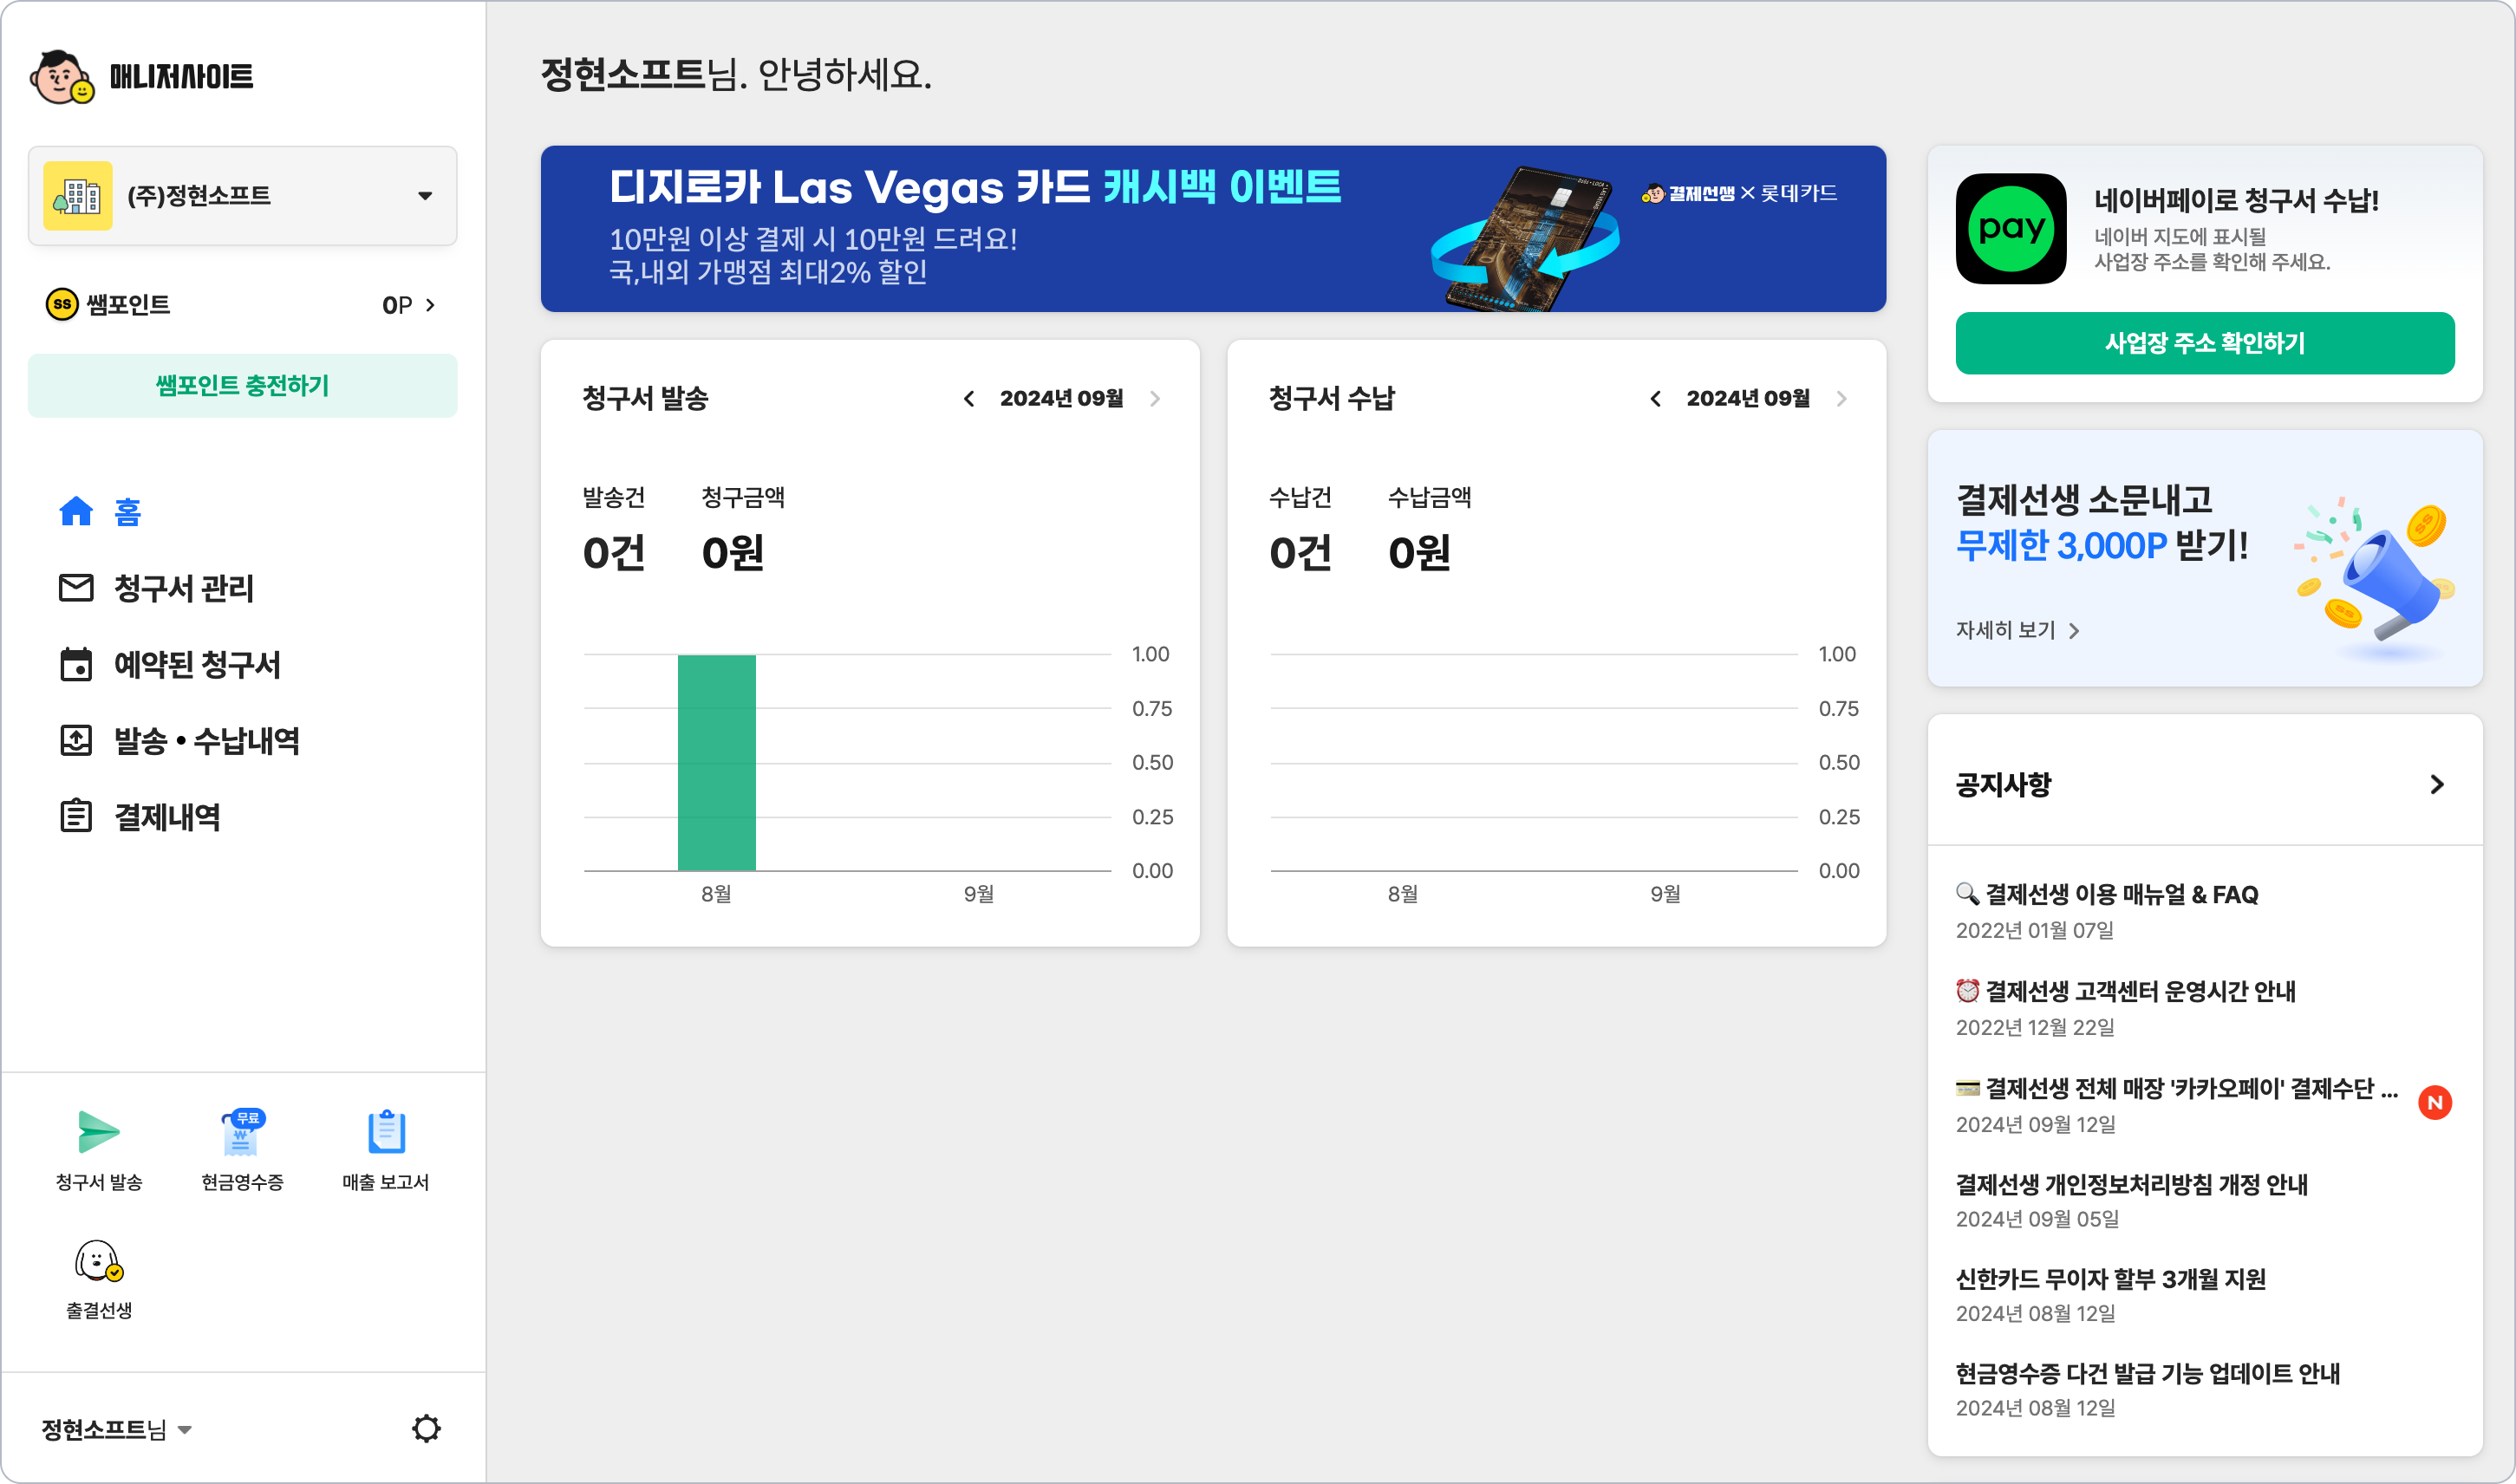 매니저사이트
(주)정현소프트
SS 쌤포인트 0P
쌤포인트 충전하기
홈
청구서 관리
예약된 청구서
발송 • 수납내역
결제내역
무료
청구서 발송 현금영수증 매출 보고서
출결선생
정현소프트님
정현소프트님. 안녕하세요.
디지로카 Las Vegas 카드 캐시백 이벤트
10만원 이상 결제 시 10만원 드려요!
국,내외 가맹점 최대2% 할인
결제선생 × 롯데카드
청구서 발송 2024년 09월
발송건 청구금액
0건 0원
1.00
0.75
0.50
0.25
0.00
8월 9월
청구서 수납 2024년 09월
수납건 수납금액
0건 0원
1.00
0.75
0.50
0.25
0.00
8월 9월
pay
네이버페이로 청구서 수납!
네이버 지도에 표시될
사업장 주소를 확인해 주세요.
사업장 주소 확인하기
결제선생 소문내고
무제한 3,000P 받기!
자세히 보기
공지사항
🔍 결제선생 이용 매뉴얼 & FAQ
2022년 01월 07일
⏰ 결제선생 고객센터 운영시간 안내
2022년 12월 22일
💳 결제선생 전체 매장 '카카오페이' 결제수단 ... N
2024년 09월 12일
결제선생 개인정보처리방침 개정 안내
2024년 09월 05일
신한카드 무이자 할부 3개월 지원
2024년 08월 12일
현금영수증 다건 발급 기능 업데이트 안내
2024년 08월 12일